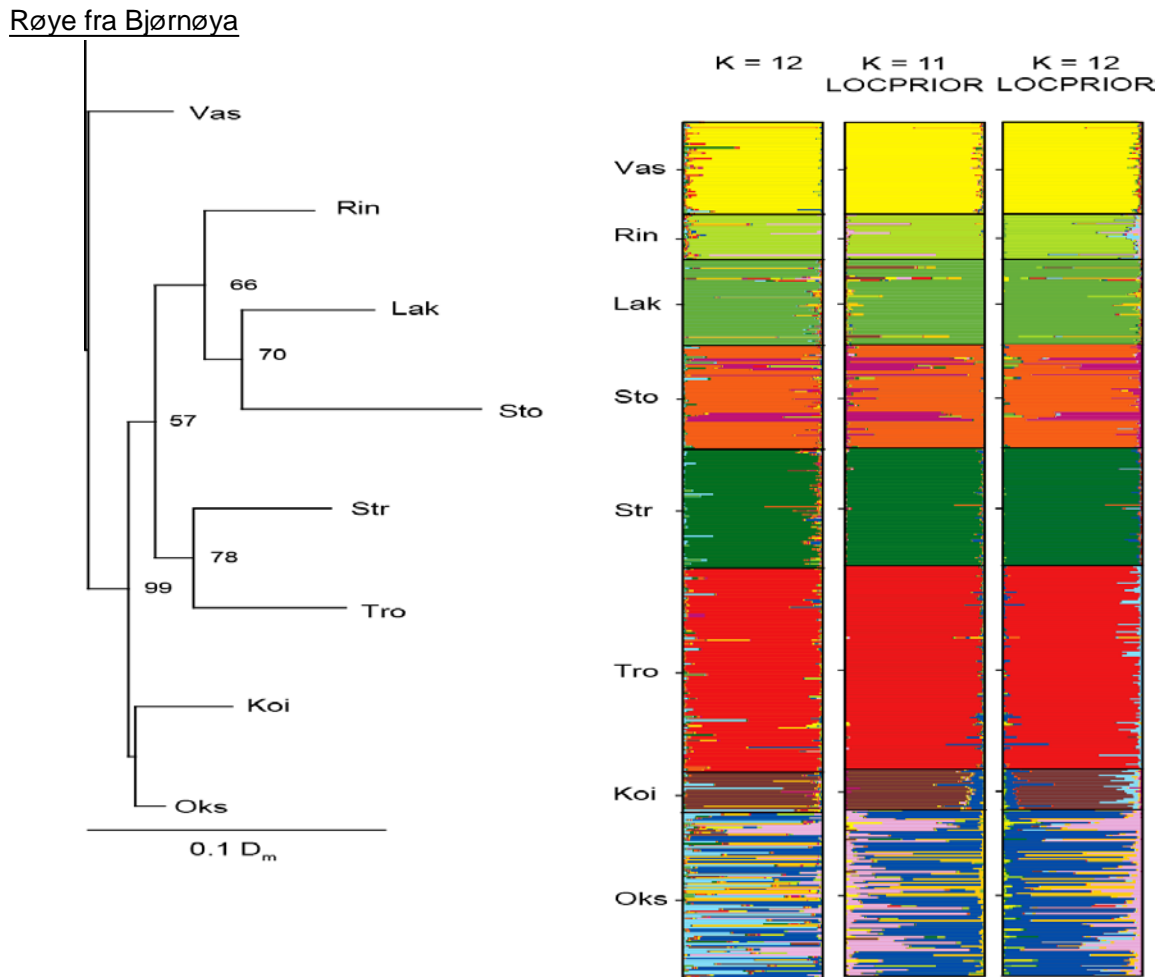 Røye fra Bjørnøya
Vas
Rin
66
Lak
70
Sto
57
Str
78
99
Tro
Koi
Oks
0.1 Dm
K = 12
K = 11
LOCPRIOR
K = 12
LOCPRIOR
Vas
Rin
Lak
Sto
Str
Tro
Koi
Oks